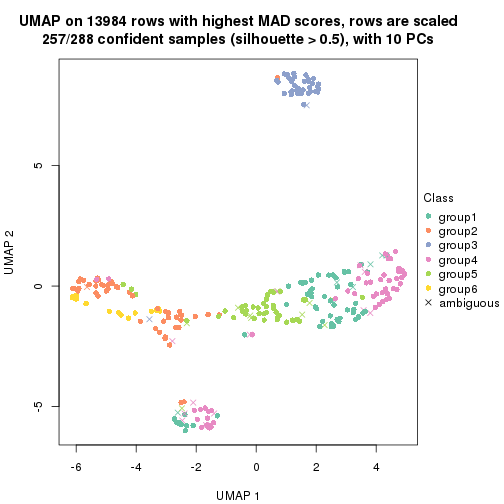 UMAP on 13984 rows with highest MAD scores, rows are scaled
257/288 confident samples (silhouette > 0.5), with 10 PCs
UMAP 2
5
0
-5
-6
-4
-2
0
2
4
UMAP 1
Class
group1
group2
group3
group4
group5
group6
ambiguous